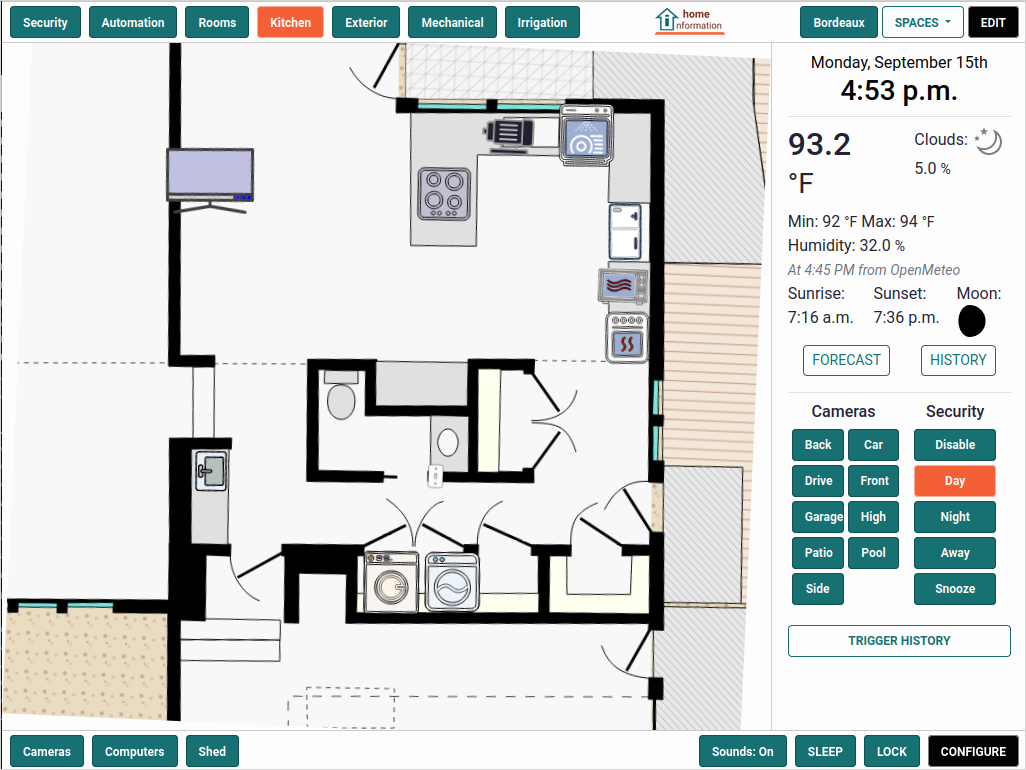 Security Automation Rooms Kitchen Exterior Mechanical Irrigation home information Bordeaux SPACES EDIT
Monday, September 15th
4:53 p.m.
93.2 °F
Clouds:
5.0 %
Min: 92 °F Max: 94 °F
Humidity: 32.0 %
At 4:45 PM from OpenMeteo
Sunrise: Sunset: Moon:
7:16 a.m. 7:36 p.m.
FORECAST HISTORY
Cameras Security
Back Car Disable
Drive Front Day
Garage High Night
Patio Pool Away
Side Snooze
TRIGGER HISTORY
Cameras Computers Shed Sounds: On SLEEP LOCK CONFIGURE